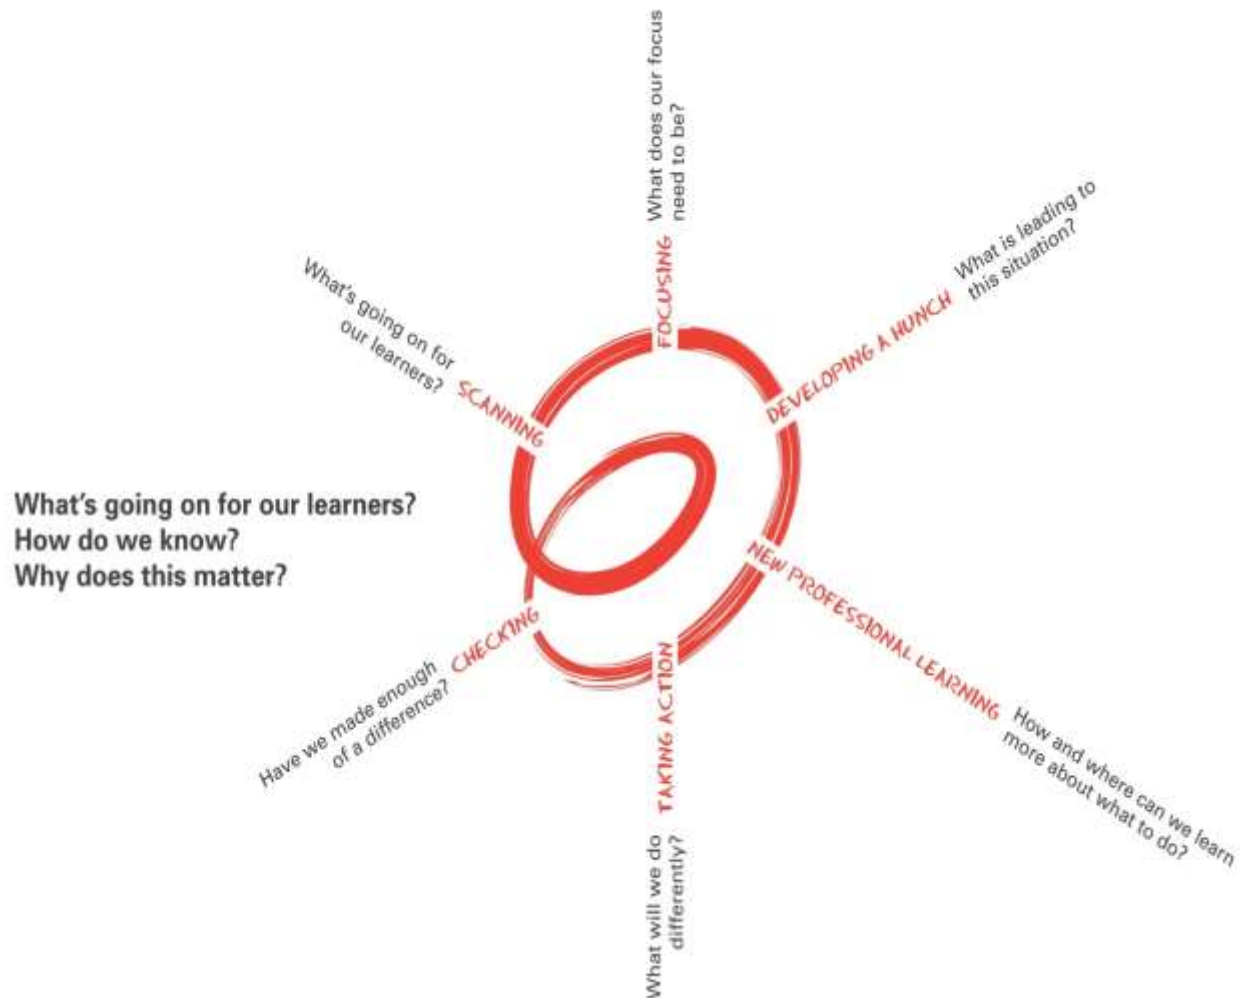 What does our focus
need to be?
FOCUSING
What is leading to
this situation?
DEVELOPING A HUNCH
What's going on for
our learners?
SCANNING
What's going on for our learners?
How do we know?
Why does this matter?
NEW PROFESSIONAL LEARNING
How and where can we learn
more about what to do?
CHECKING
Have we made enough
of a difference?
TAKING ACTION
What will we do
differently?